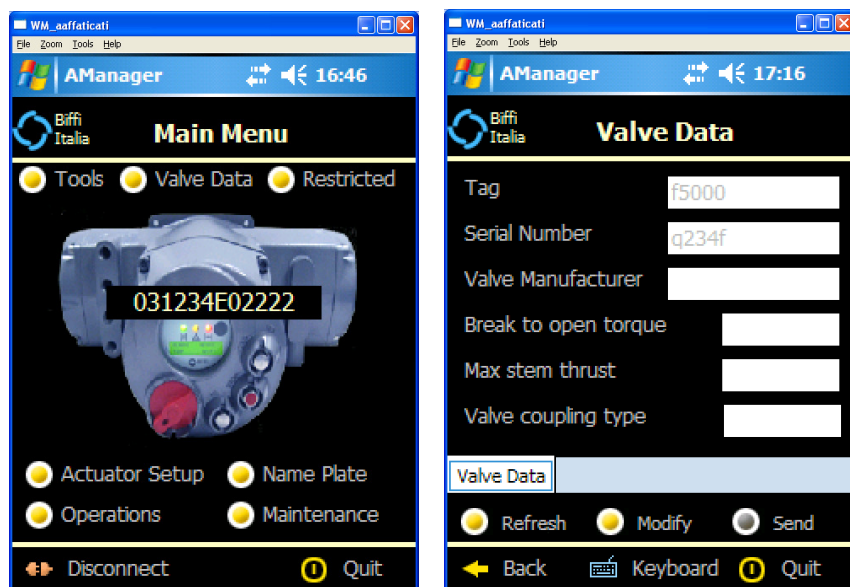 WM_aaffaticati
File Zoom Tools Help
AManager 16:46
Biffi
Italia
Main Menu
Tools Valve Data Restricted
031234E02222
Actuator Setup Name Plate
Operations Maintenance
Disconnect Quit
WM_aaffaticati
File Zoom Tools Help
AManager 17:16
Biffi
Italia
Valve Data
Tag f5000
Serial Number q234f
Valve Manufacturer
Break to open torque
Max stem thrust
Valve coupling type
Valve Data
Refresh Modify Send
Back Keyboard Quit